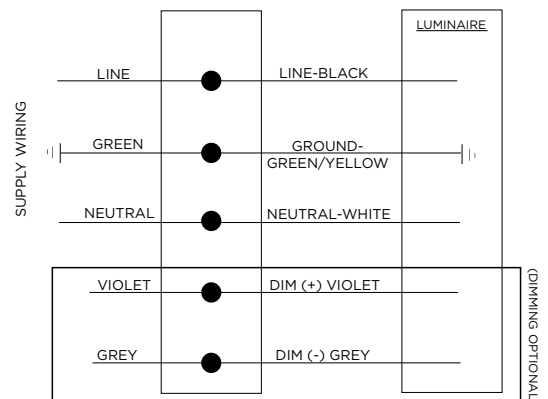 LUMINAIRE
SUPPLY WIRING
LINE
LINE-BLACK
GREEN
GROUND-
GREEN/YELLOW
NEUTRAL
NEUTRAL-WHITE
VIOLET
DIM (+) VIOLET
GREY
DIM (-) GREY
(DIMMING OPTIONAL